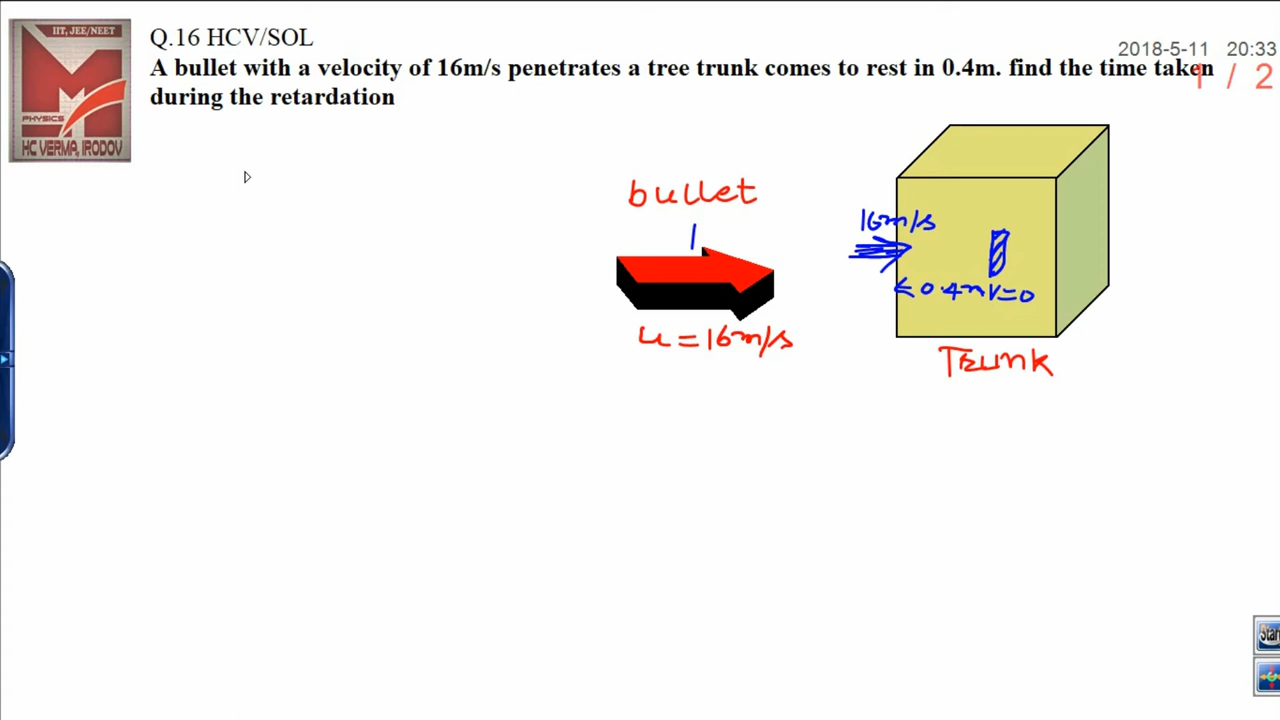 IIT, JEE/NEET
PHYSICS
HC VERMA, IRODOV
Q.16 HCV/SOL
2018-5-11 20:33
A bullet with a velocity of 16m/s penetrates a tree trunk comes to rest in 0.4m. find the time taken
1 / 2
during the retardation
bullet
16m/s
0.4m V=0
u = 16m/s
Trunk
Start